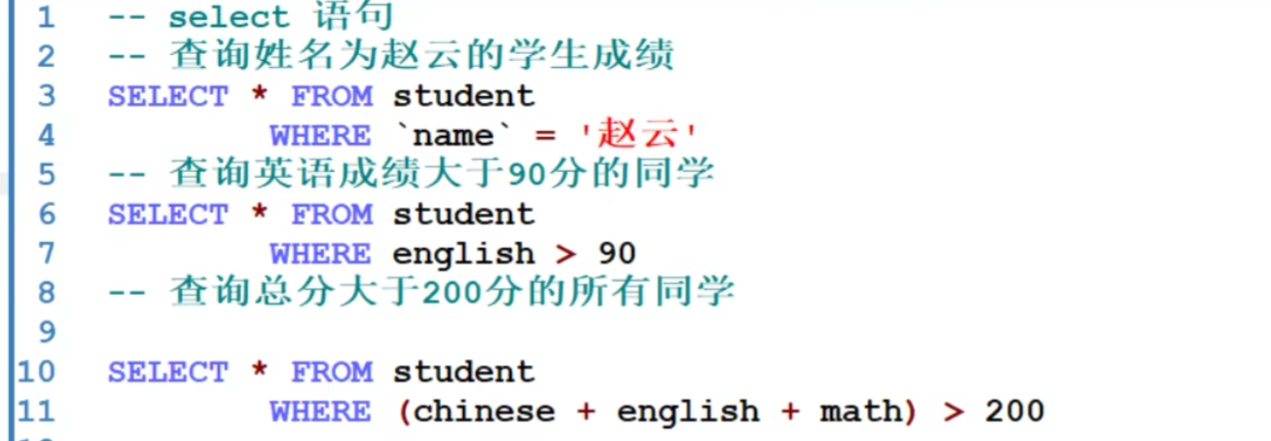 1 -- select 语句
2 -- 查询姓名为赵云的学生成绩
3 SELECT * FROM student
4 WHERE `name` = '赵云'
5 -- 查询英语成绩大于90分的同学
6 SELECT * FROM student
7 WHERE english > 90
8 -- 查询总分大于200分的所有同学
9
10 SELECT * FROM student
11 WHERE (chinese + english + math) > 200